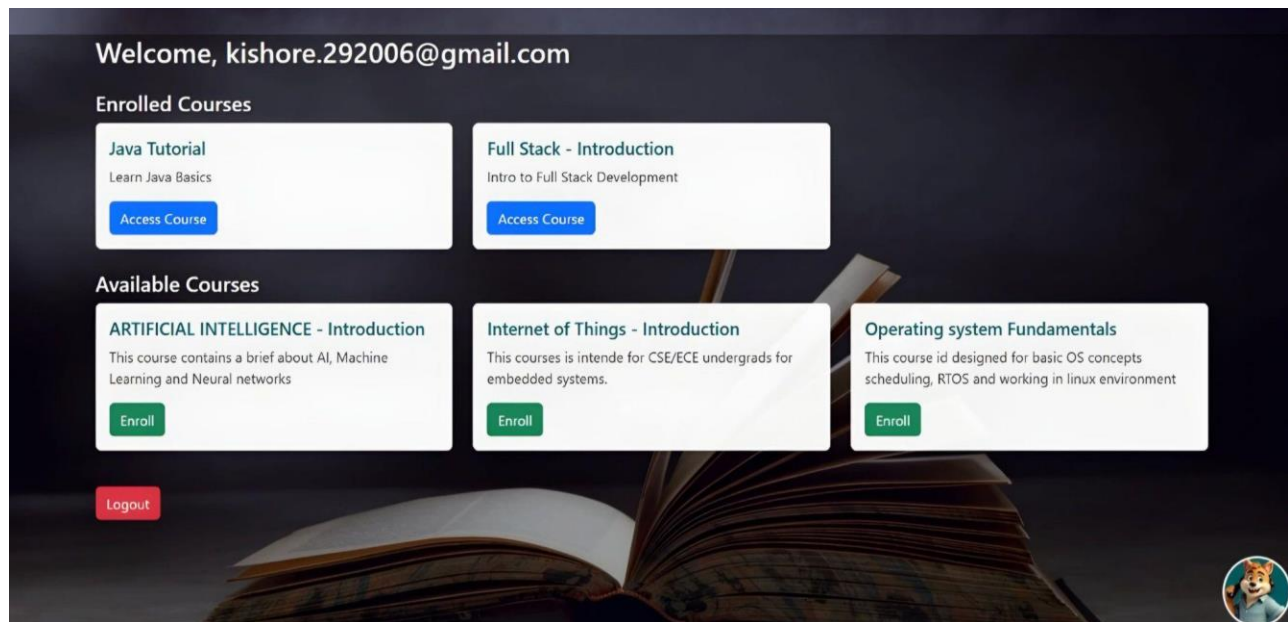 Welcome, kishore.292006@gmail.com
Enrolled Courses
Java Tutorial
Learn Java Basics
Access Course
Full Stack - Introduction
Intro to Full Stack Development
Access Course
Available Courses
ARTIFICIAL INTELLIGENCE - Introduction
This course contains a brief about AI, Machine
Learning and Neural networks
Enroll
Internet of Things - Introduction
This courses is intende for CSE/ECE undergrads for
embedded systems.
Enroll
Operating system Fundamentals
This course id designed for basic OS concepts
scheduling, RTOS and working in linux environment
Enroll
Logout